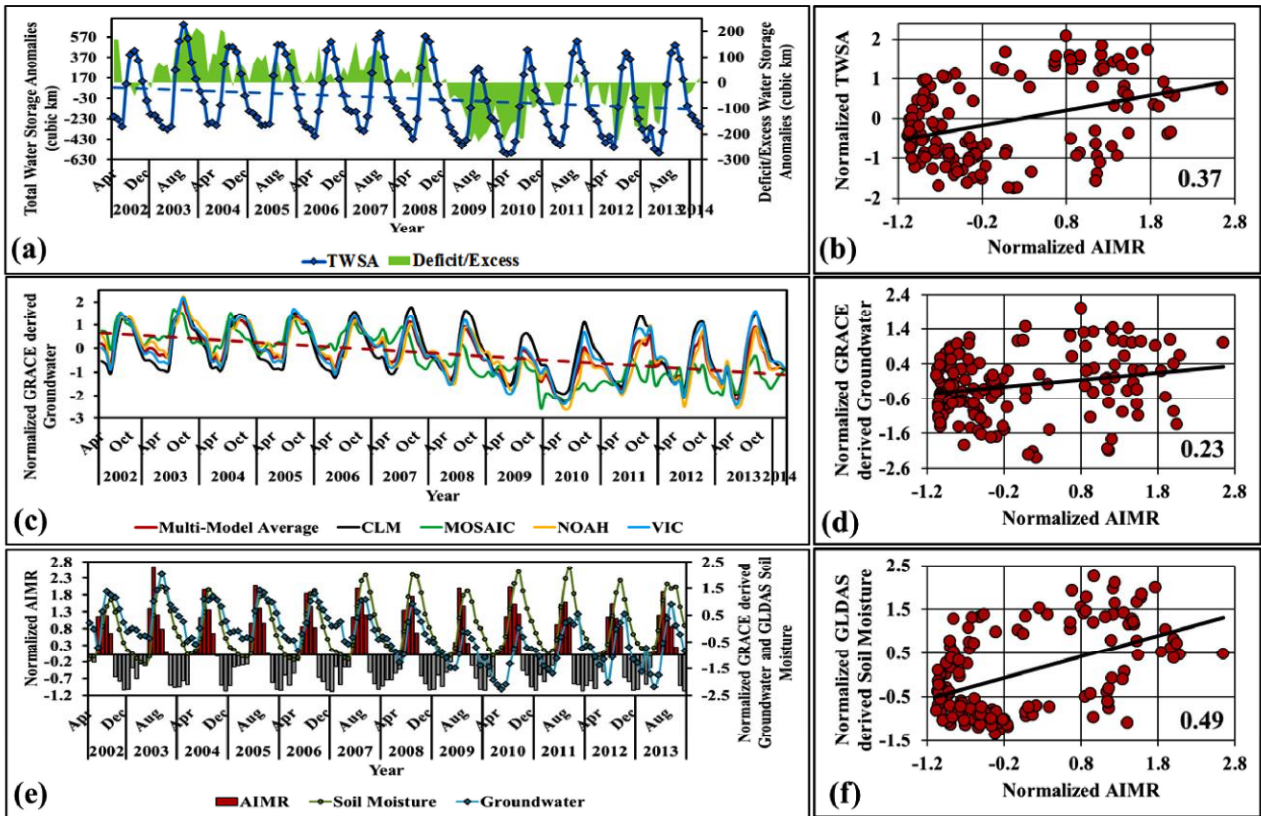 Total Water Storage Anomalies
(cubic km)
570
370
170
-30
-230
-430
-630
200
100
0
-100
-200
-300
Deficit/Excess Water Storage
Anomalies (cubic km)
Apr Dec Aug Apr Dec Aug Apr Dec Aug Apr Dec Aug Apr Dec Aug Apr Dec Aug
2002 2003 2004 2005 2006 2007 2008 2009 2010 2011 2012 2013 2014
Year
(a)
TWSA Deficit/Excess
Normalized TWSA
2
1
0
-1
-2
0.37
-1.2 -0.2 0.8 1.8 2.8
(b) Normalized AIMR
Normalized GRACE derived
Groundwater
2
1
0
-1
-2
-3
Apr Oct Apr Oct Apr Oct Apr Oct Apr Oct Apr Oct Apr Oct Apr Oct Apr Oct Apr Oct Apr Oct Apr Oct
2002 2003 2004 2005 2006 2007 2008 2009 2010 2011 2012 2013 2014
Year
(c)
Multi-Model Average CLM MOSAIC NOAH VIC
Normalized GRACE
derived Groundwater
2.4
1.4
0.4
-0.6
-1.6
-2.6
0.23
-1.2 -0.2 0.8 1.8 2.8
(d) Normalized AIMR
Normalized AIMR
2.8
2.3
1.8
1.3
0.8
0.3
-0.2
-0.7
-1.2
2.5
1.5
0.5
-0.5
-1.5
-2.5
Normalized GRACE derived
Groundwater and GLDAS Soil
Moisture
Apr Dec Aug Apr Dec Aug Apr Dec Aug Apr Dec Aug Apr Dec Aug Apr Dec Aug
2002 2003 2004 2005 2006 2007 2008 2009 2010 2011 2012 2013
Year
(e)
AIMR Soil Moisture Groundwater
Normalized GLDAS
derived Soil Moisture
2.5
1.5
0.5
-0.5
-1.5
0.49
-1.2 -0.2 0.8 1.8 2.8
(f) Normalized AIMR